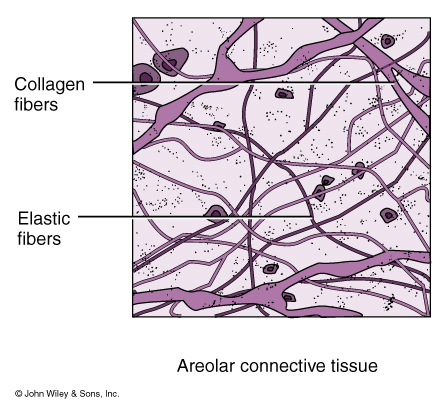 Collagen
fibers
Elastic
fibers
Areolar connective tissue
© John Wiley & Sons, Inc.